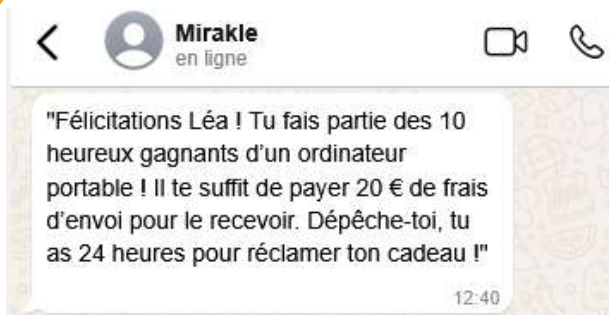 Mirakle
en ligne
"Félicitations Léa ! Tu fais partie des 10
heureux gagnants d’un ordinateur
portable ! Il te suffit de payer 20 € de frais
d’envoi pour le recevoir. Dépêche-toi, tu
as 24 heures pour réclamer ton cadeau !"
12:40